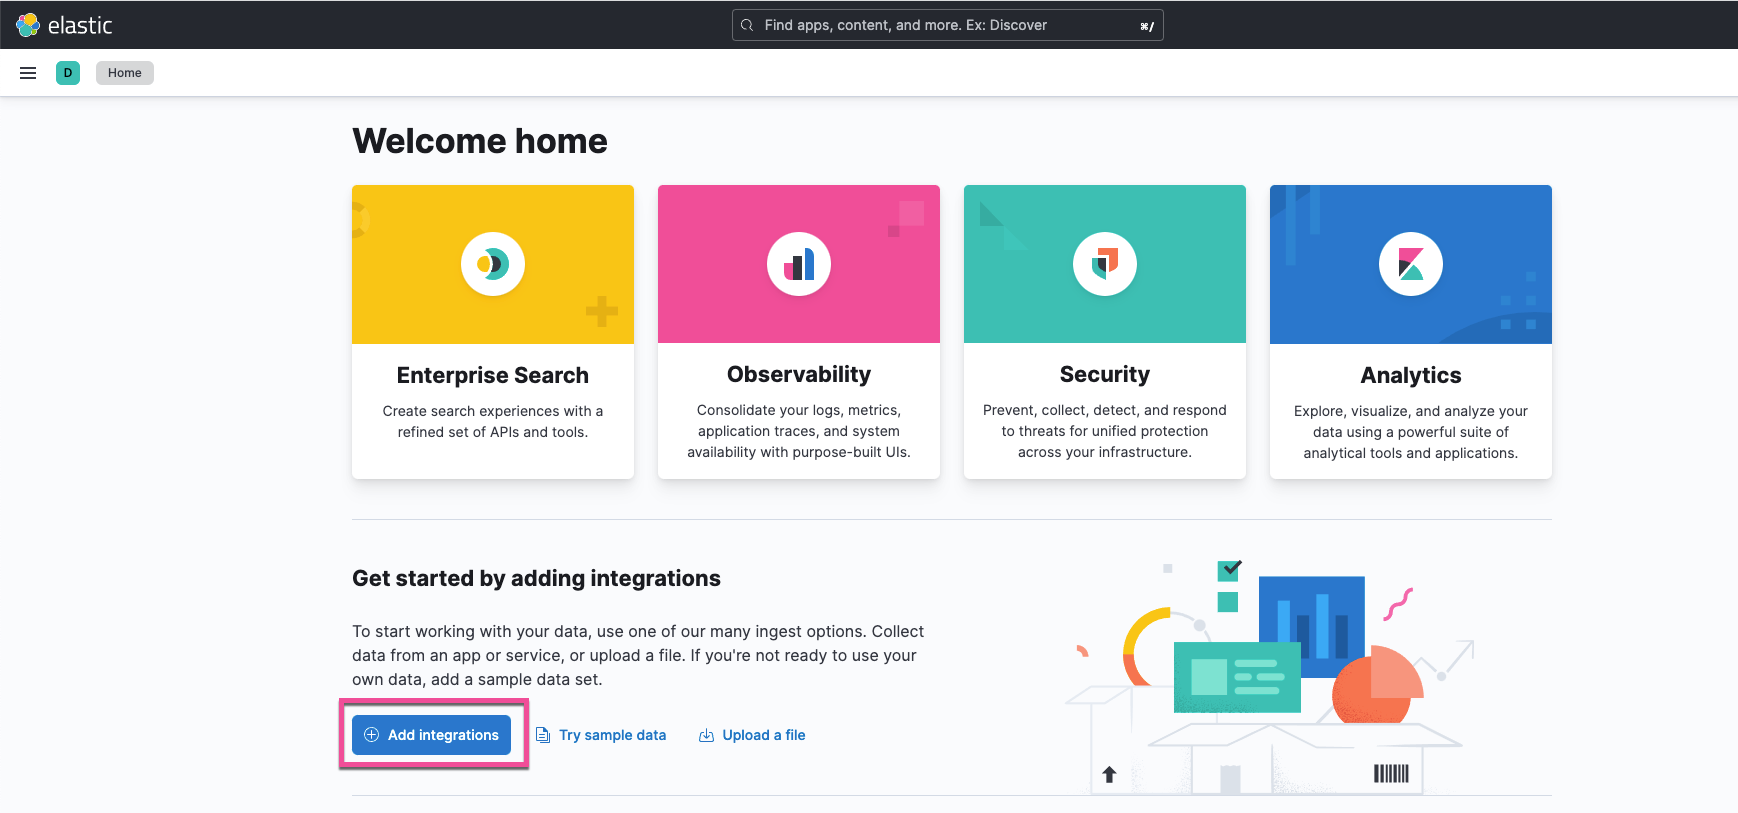 elastic
Find apps, content, and more. Ex: Discover
⌘/
D
Home
Welcome home
Enterprise Search
Create search experiences with a
refined set of APIs and tools.
Observability
Consolidate your logs, metrics,
application traces, and system
availability with purpose-built UIs.
Security
Prevent, collect, detect, and respond
to threats for unified protection
across your infrastructure.
Analytics
Explore, visualize, and analyze your
data using a powerful suite of
analytical tools and applications.
Get started by adding integrations
To start working with your data, use one of our many ingest options. Collect
data from an app or service, or upload a file. If you're not ready to use your
own data, add a sample data set.
Add integrations
Try sample data
Upload a file